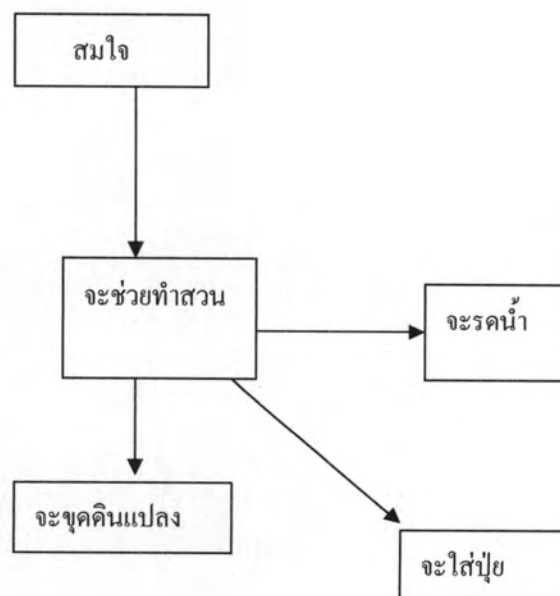 สมใจ
จะช่วยทำสวน
จะรดน้ำ
จะขุดดินแปลง
จะใส่ปุ๋ย